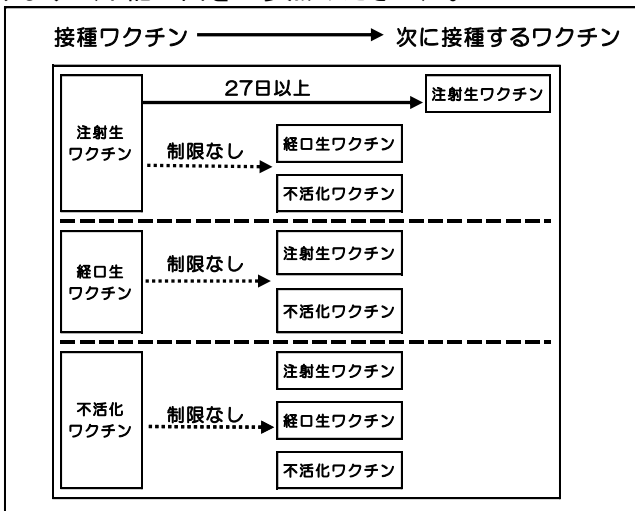 接種ワクチン
次に接種するワクチン
27日以上
注射生ワクチン
注射生
ワクチン
制限なし
経口生ワクチン
不活化ワクチン
経口生
ワクチン
制限なし
注射生ワクチン
不活化ワクチン
不活化
ワクチン
制限なし
注射生ワクチン
経口生ワクチン
不活化ワクチン